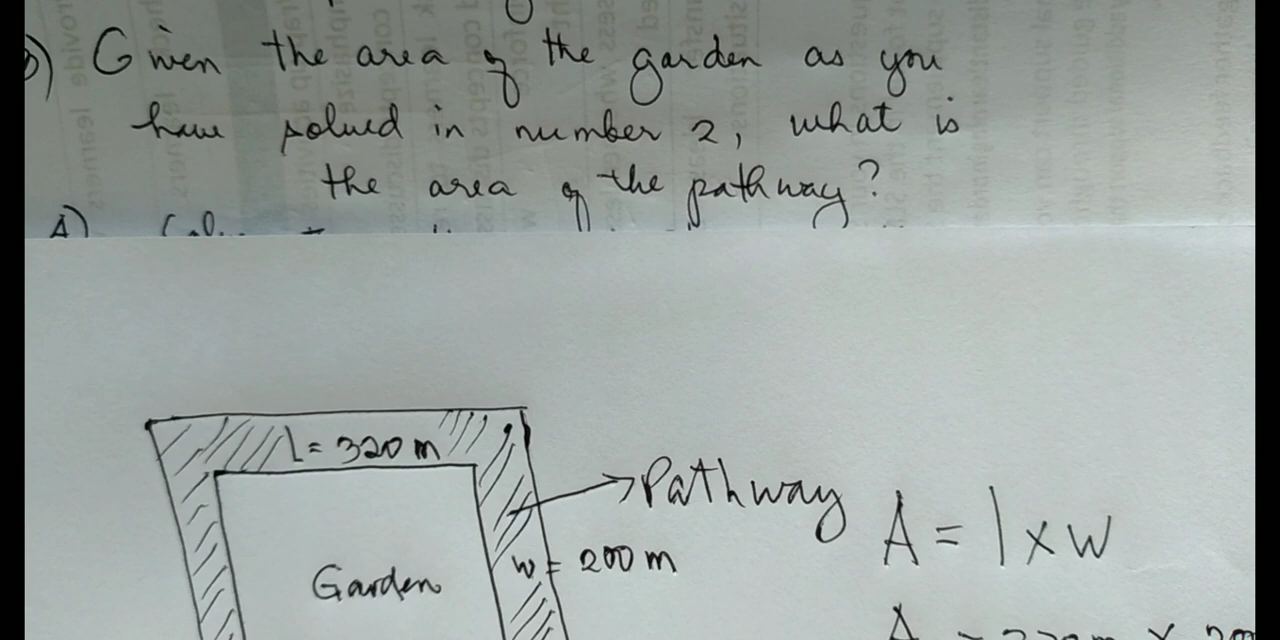 Given the area of the garden as you
have solved in number 2, what is
the area of the pathway?
A)
l = 320 m
Pathway
A = l x w
w = 200 m
Garden